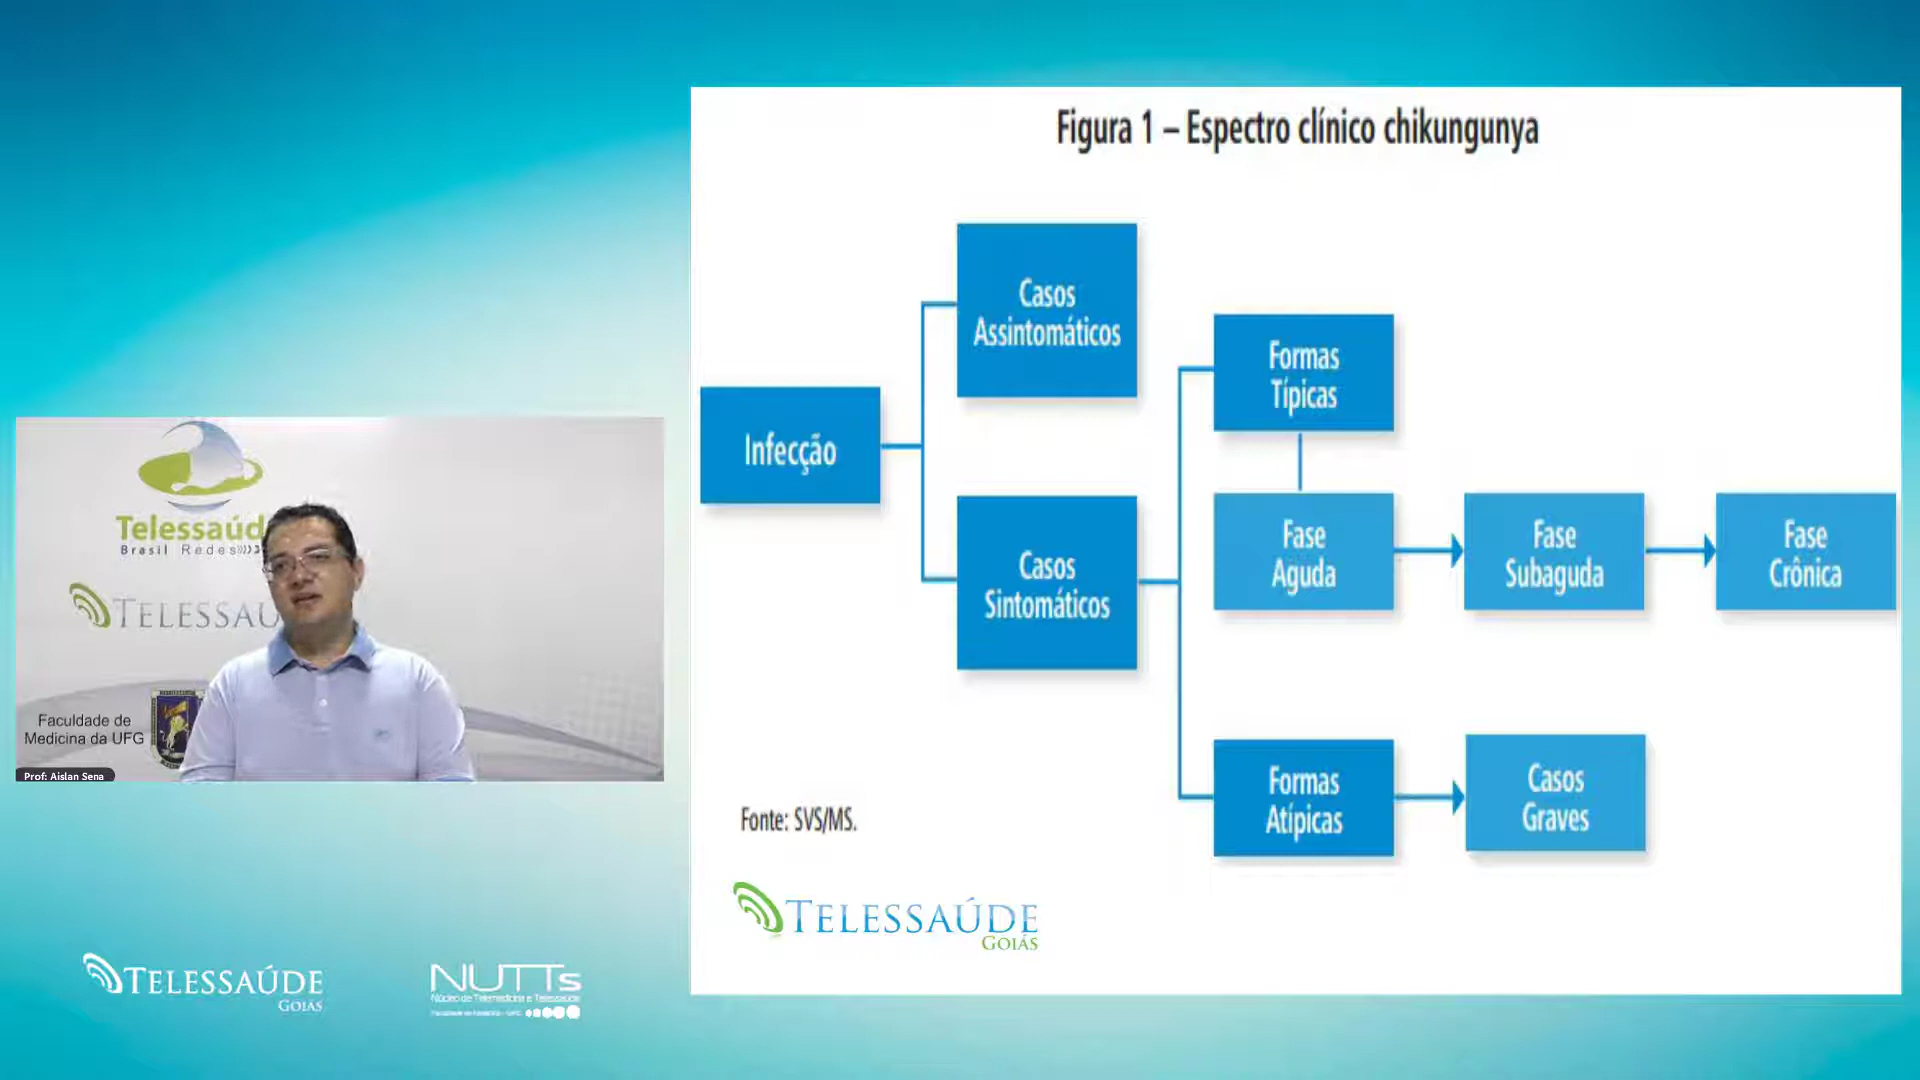 Figura 1 – Espectro clínico chikungunya
Casos
Assintomáticos
Formas
Típicas
Infecção
Fase
Aguda
Fase
Subaguda
Fase
Crônica
Casos
Sintomáticos
Formas
Atípicas
Casos
Graves
Fonte: SVS/MS.
TELESSAÚDE
GOIÁS
Telessaúd
Brasil Redes
TELESSAÚ
Faculdade de
Medicina da UFG
Prof: Aislan Sena
TELESSAÚDE
GOIÁS
NUTTs
Núcleo de Telemedicina e Telessaúde